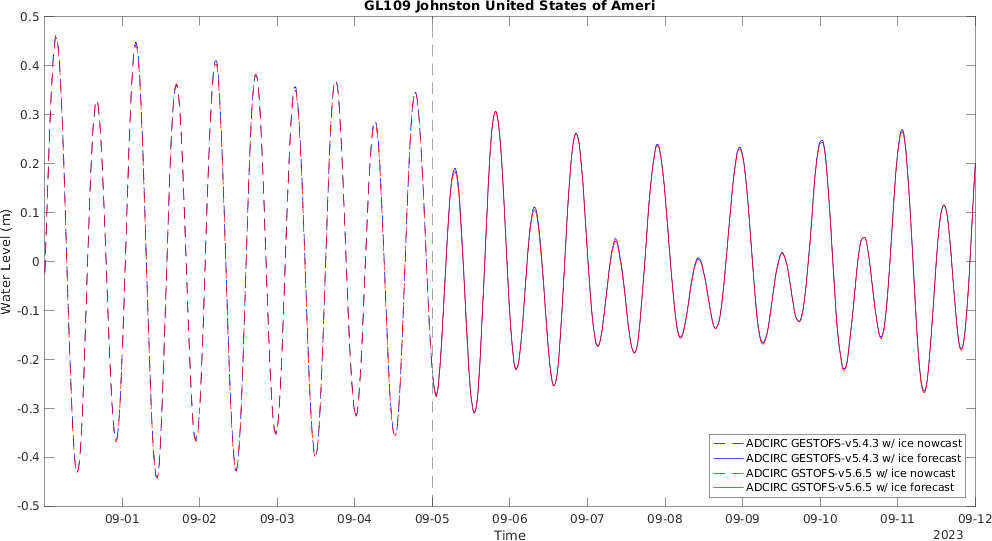 GL109 Johnston United States of Ameri
0.5
0.4
0.3
0.2
0.1
0
-0.1
-0.2
-0.3
-0.4
-0.5
Water Level (m)
ADCIRC GESTOFS-v5.4.3 w/ ice nowcast
ADCIRC GESTOFS-v5.4.3 w/ ice forecast
ADCIRC GSTOFS-v5.6.5 w/ ice nowcast
ADCIRC GSTOFS-v5.6.5 w/ ice forecast
09-01 09-02 09-03 09-04 09-05 09-06 09-07 09-08 09-09 09-10 09-11 09-12
Time
2023